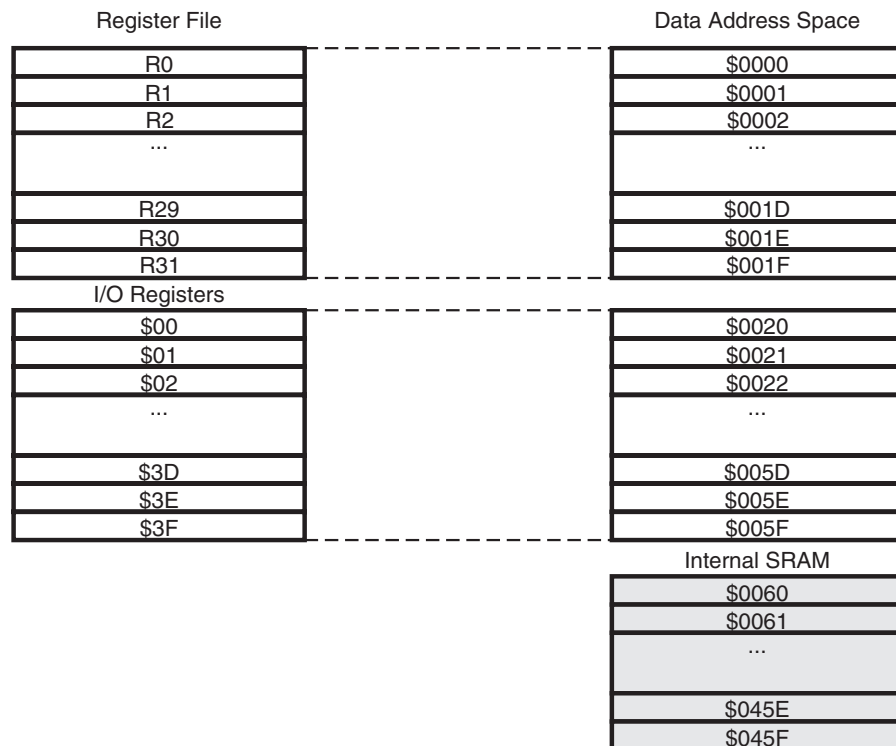 Register File Data Address Space
R0 $0000
R1 $0001
R2 $0002
... ...
R29 $001D
R30 $001E
R31 $001F
I/O Registers
$00 $0020
$01 $0021
$02 $0022
... ...
$3D $005D
$3E $005E
$3F $005F
Internal SRAM
$0060
$0061
...
$045E
$045F